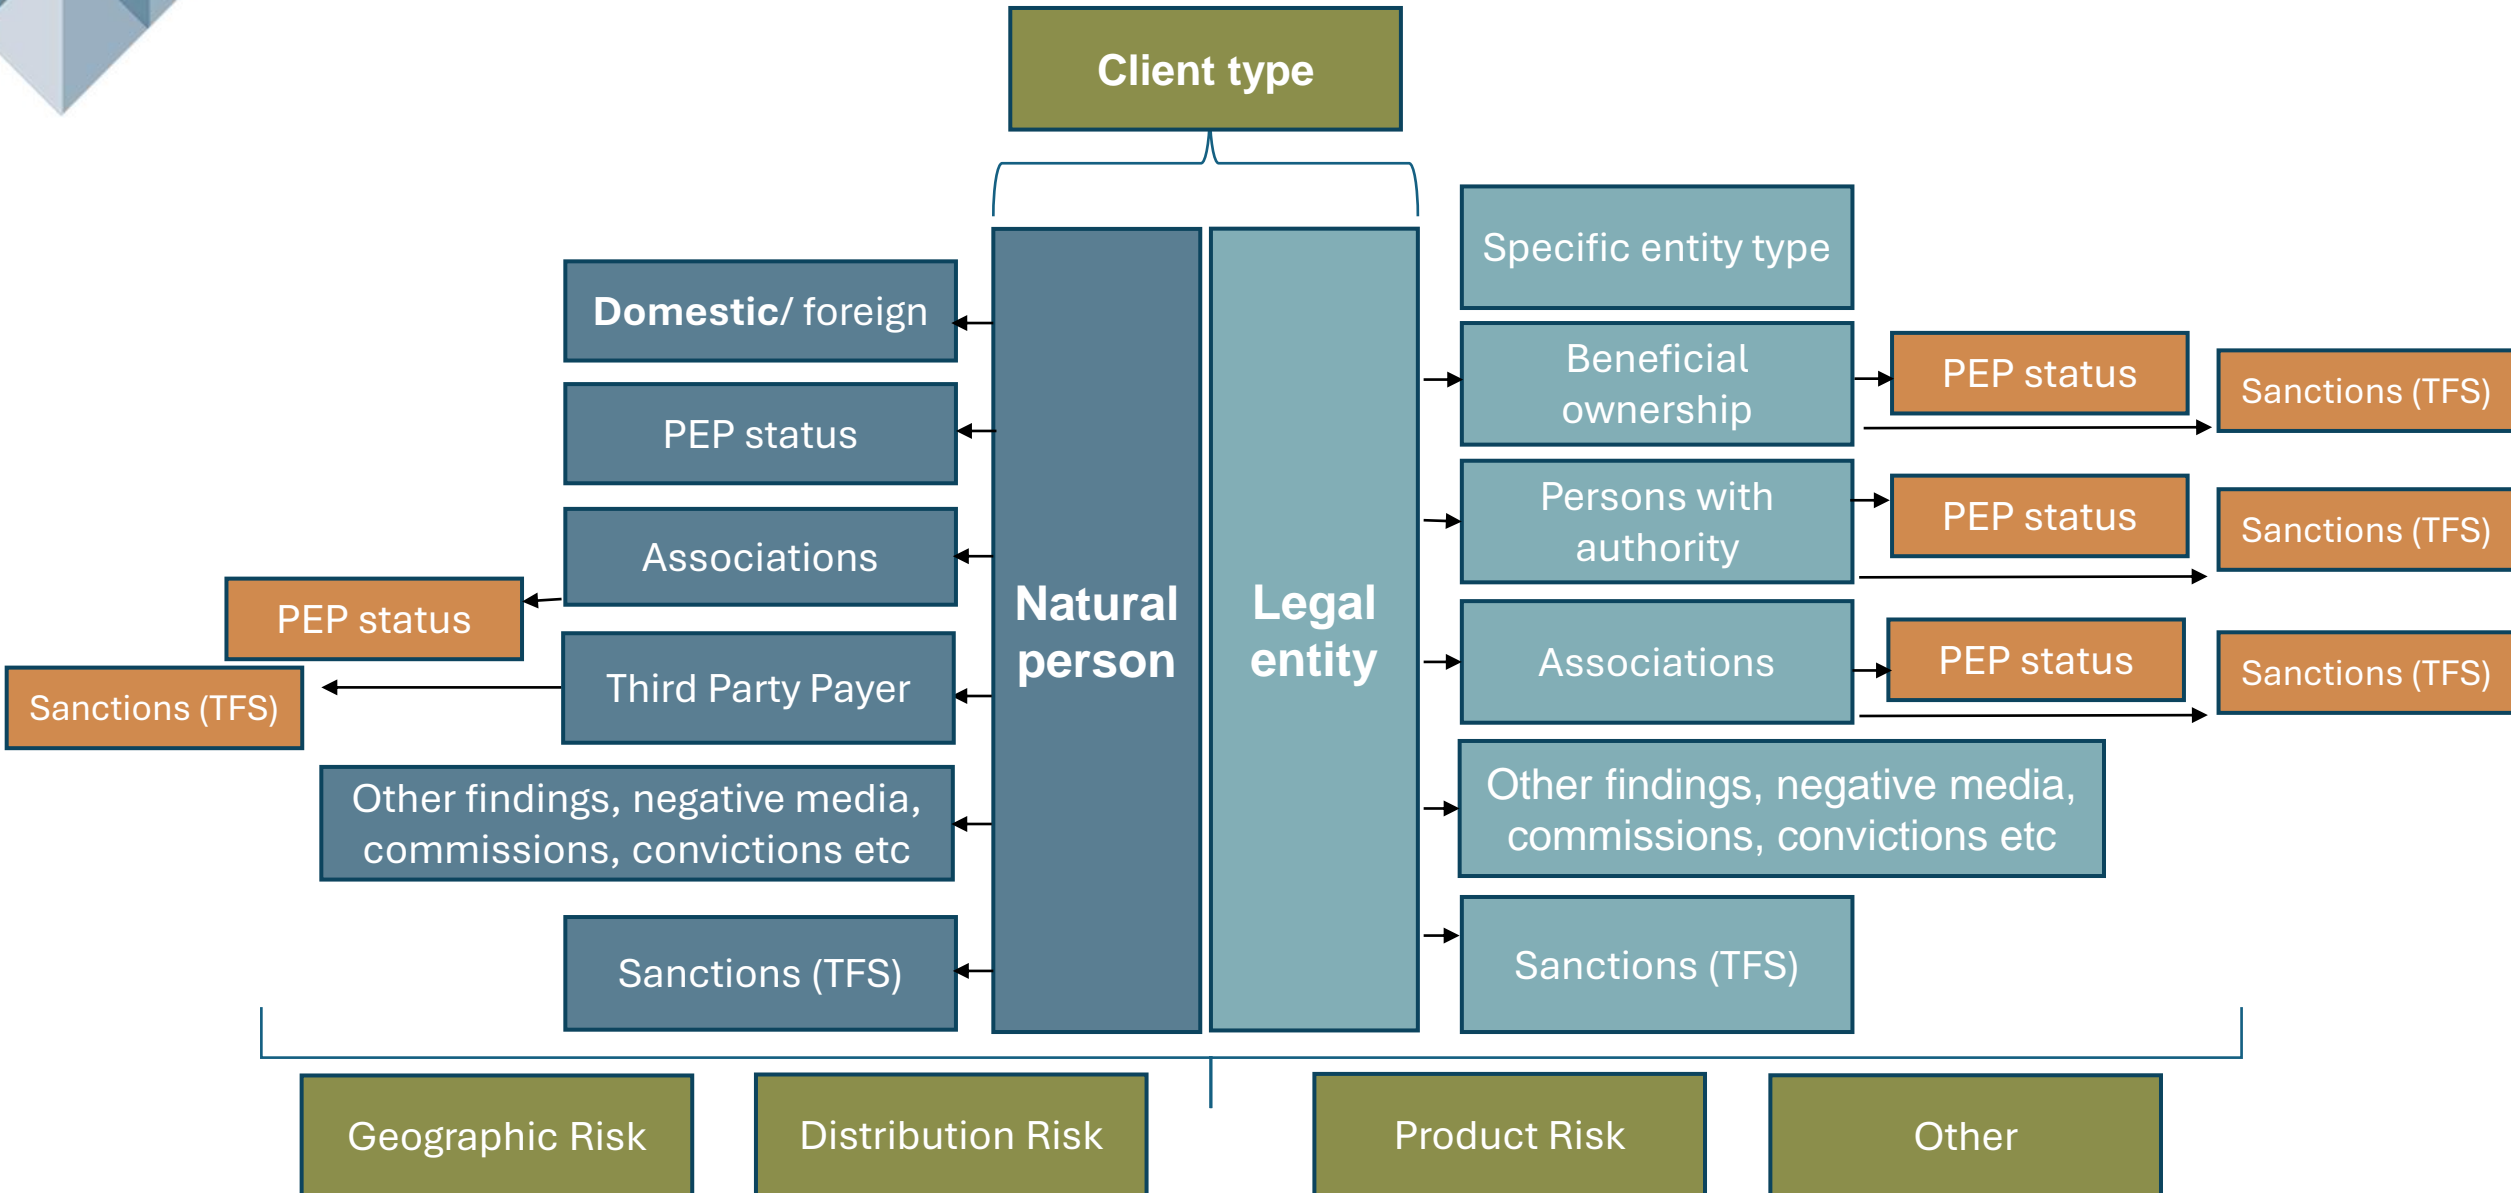 Client type
Natural
person
Legal
entity
Domestic/ foreign
PEP status
Associations
PEP status
Third Party Payer
Sanctions (TFS)
Other findings, negative media,
commissions, convictions etc
Sanctions (TFS)
Specific entity type
Beneficial
ownership
PEP status
Sanctions (TFS)
Persons with
authority
PEP status
Sanctions (TFS)
Associations
PEP status
Sanctions (TFS)
Other findings, negative media,
commissions, convictions etc
Sanctions (TFS)
Geographic Risk
Distribution Risk
Product Risk
Other